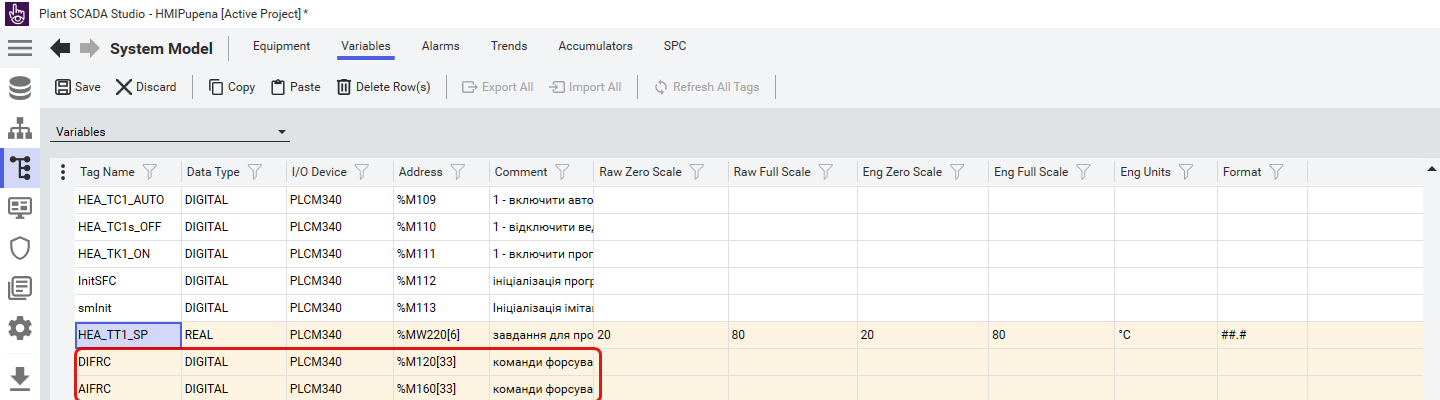 Plant SCADA Studio - HMIPupena [Active Project] *
System Model Equipment Variables Alarms Trends Accumulators SPC
Save Discard Copy Paste Delete Row(s) Export All Import All Refresh All Tags
Variables
Tag Name Data Type I/O Device Address Comment Raw Zero Scale Raw Full Scale Eng Zero Scale Eng Full Scale Eng Units Format
HEA_TC1_AUTO DIGITAL PLCM340 %M109 1 - включити авто
HEA_TC1s_OFF DIGITAL PLCM340 %M110 1 - відключити ве
HEA_TK1_ON DIGITAL PLCM340 %M111 1 - включити прог
InitSFC DIGITAL PLCM340 %M112 ініціалізація прогр
smInit DIGITAL PLCM340 %M113 Ініціалізація іміта
HEA_TT1_SP REAL PLCM340 %MW220[6] завдання для про 20 80 20 80 °C ##.#
DIFRC DIGITAL PLCM340 %M120[33] команди форсува
AIFRC DIGITAL PLCM340 %M160[33] команди форсува